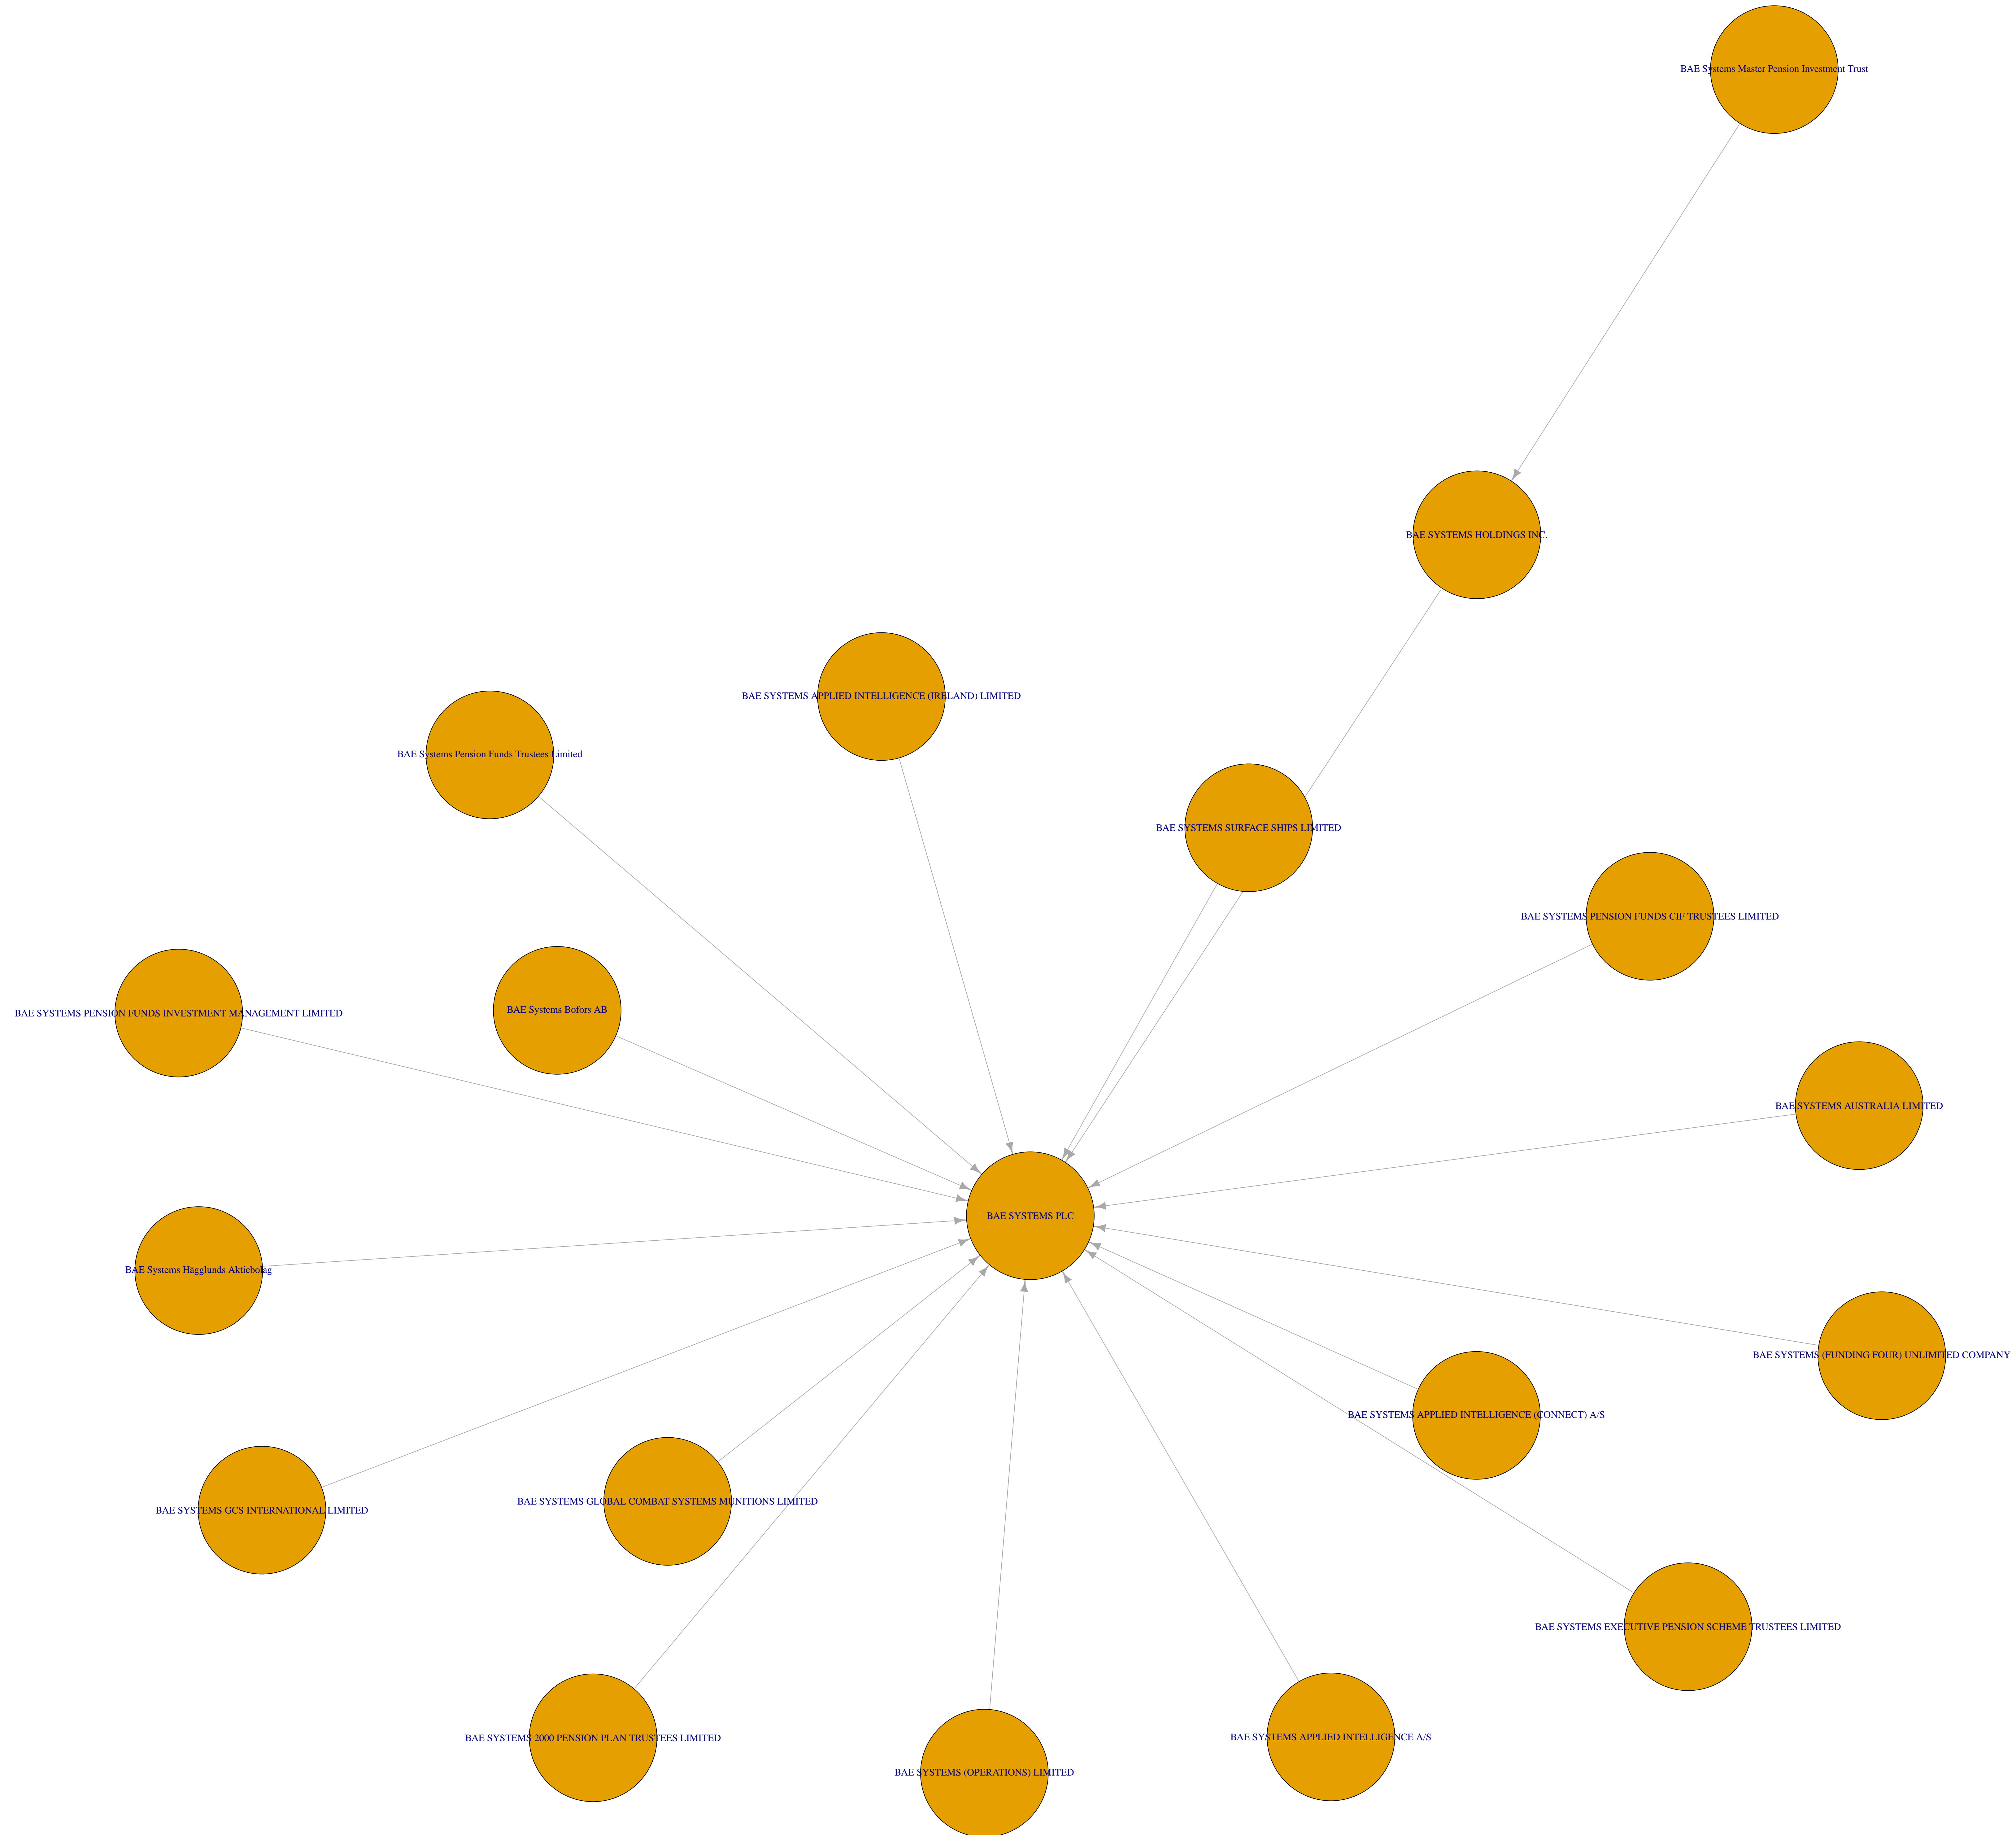 BAE Systems Master Pension Investment Trust
BAE SYSTEMS HOLDINGS INC.
BAE SYSTEMS APPLIED INTELLIGENCE (IRELAND) LIMITED
BAE Systems Pension Funds Trustees Limited
BAE SYSTEMS SURFACE SHIPS LIMITED
BAE SYSTEMS PENSION FUNDS CIF TRUSTEES LIMITED
BAE Systems Bofors AB
BAE SYSTEMS PENSION FUNDS INVESTMENT MANAGEMENT LIMITED
BAE SYSTEMS AUSTRALIA LIMITED
BAE SYSTEMS PLC
BAE Systems Hägglunds Aktiebolag
BAE SYSTEMS (FUNDING FOUR) UNLIMITED COMPANY
BAE SYSTEMS APPLIED INTELLIGENCE (CONNECT) A/S
BAE SYSTEMS GLOBAL COMBAT SYSTEMS MUNITIONS LIMITED
BAE SYSTEMS GCS INTERNATIONAL LIMITED
BAE SYSTEMS EXECUTIVE PENSION SCHEME TRUSTEES LIMITED
BAE SYSTEMS 2000 PENSION PLAN TRUSTEES LIMITED
BAE SYSTEMS APPLIED INTELLIGENCE A/S
BAE SYSTEMS (OPERATIONS) LIMITED